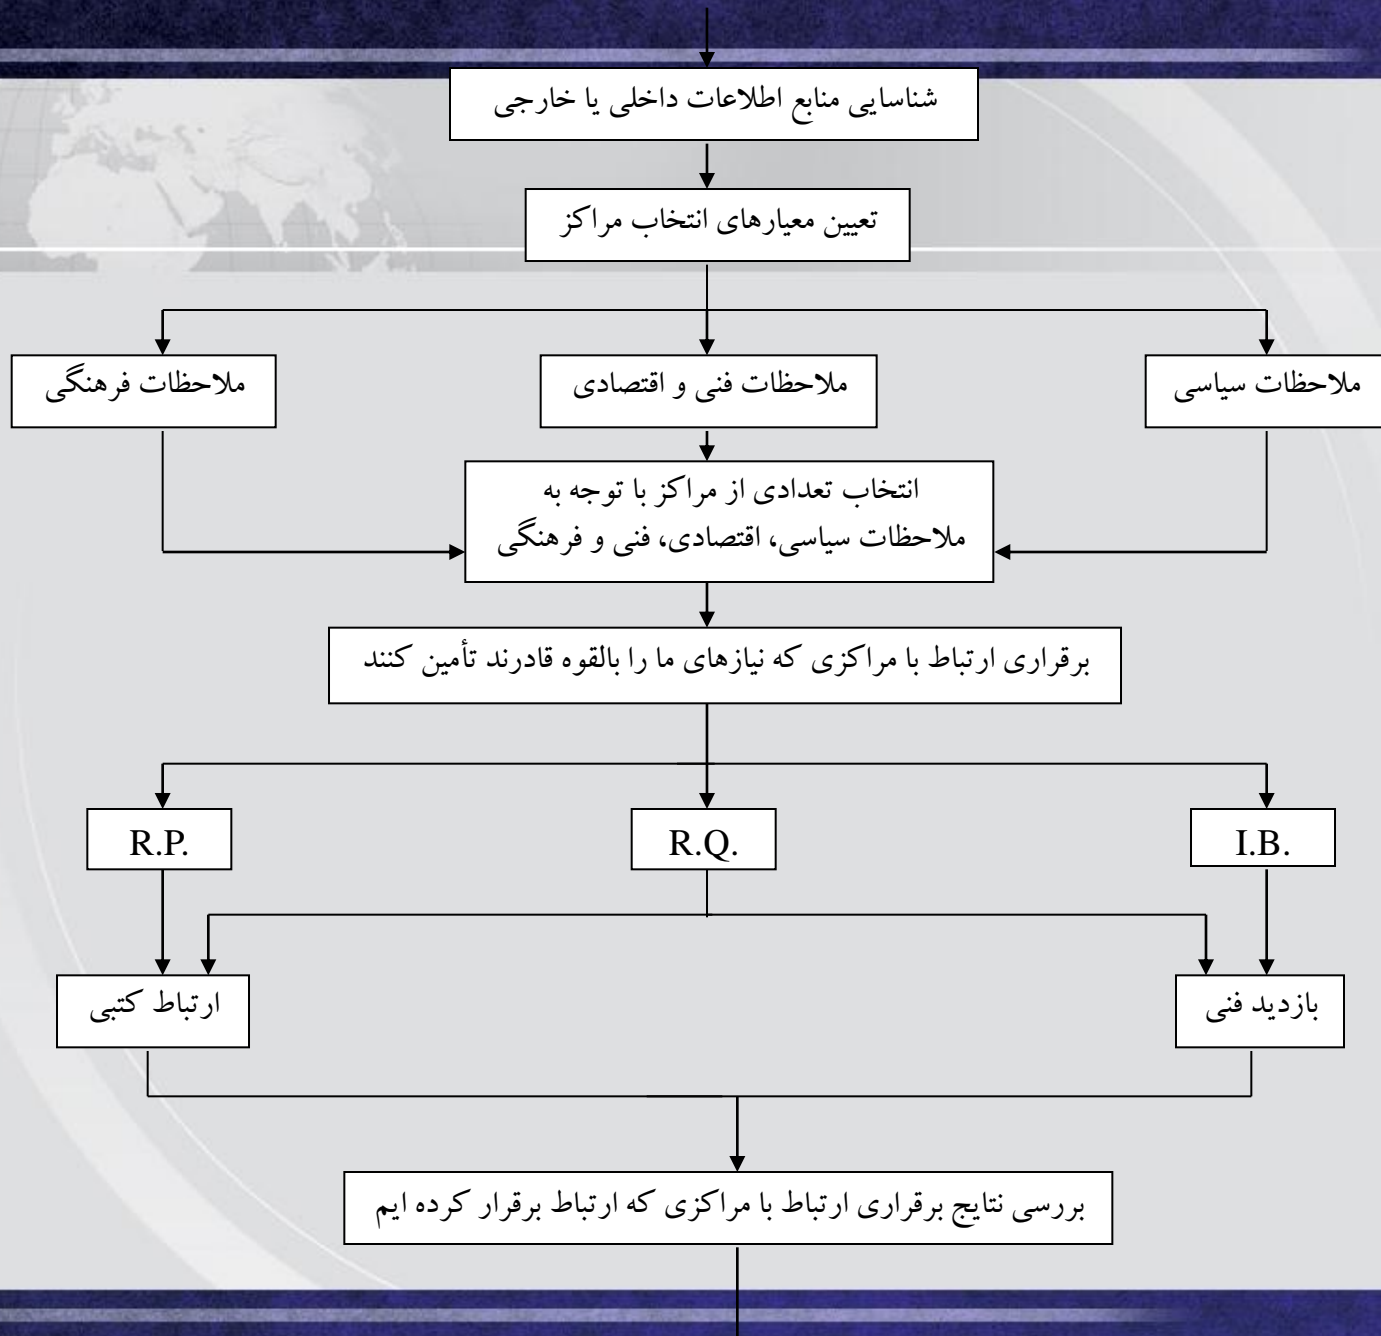 شناسایی منابع اطلاعات داخلی یا خارجی
تعیین معیارهای انتخاب مراکز
ملاحظات سیاسی
ملاحظات فنی و اقتصادی
ملاحظات فرهنگی
انتخاب تعدادی از مراکز با توجه به
ملاحظات سیاسی، اقتصادی، فنی و فرهنگی
برقراری ارتباط با مراکزی که نیازهای ما را بالقوه قادرند تأمین کنند
I.B.
R.Q.
R.P.
بازدید فنی
ارتباط کتبی
بررسی نتایج برقراری ارتباط با مراکزی که ارتباط برقرار کرده ایم